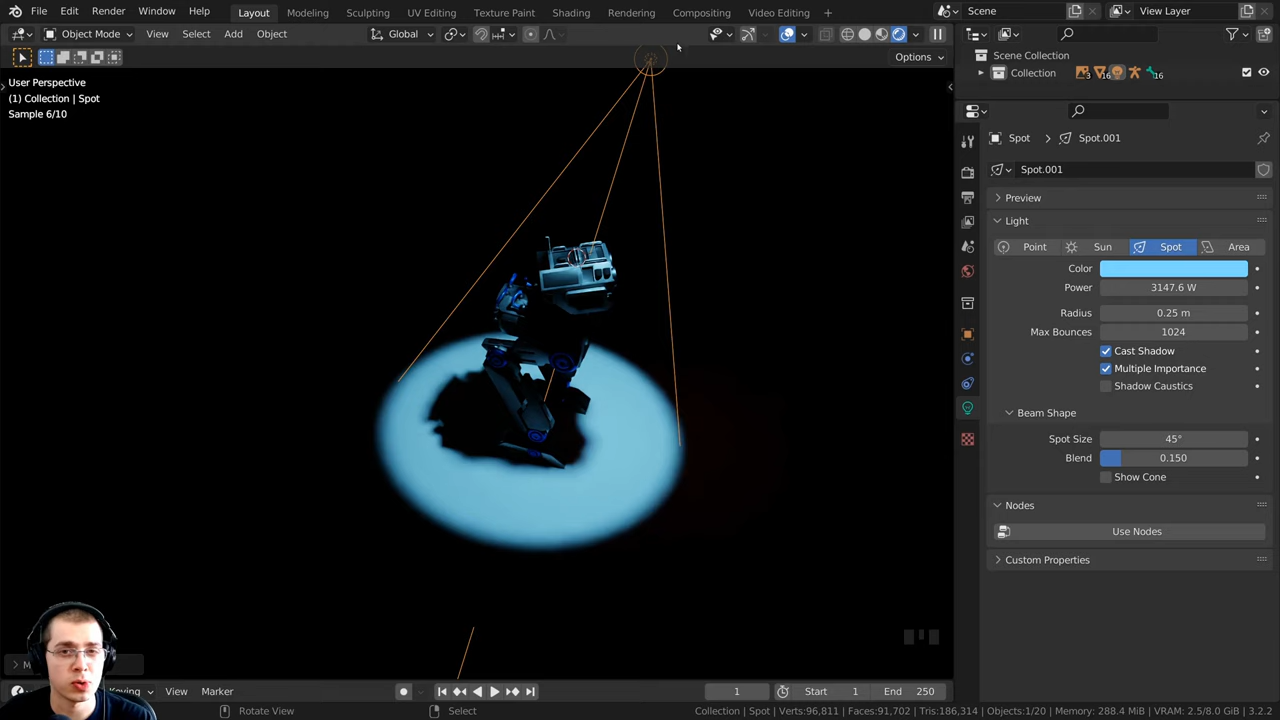 File Edit Render Window Help Layout Modeling Sculpting UV Editing Texture Paint Shading Animation Rendering Compositing Video Editing + Scene View Layer
Object Mode View Select Add Object Global
Options
Scene Collection
Collection 3 16 16
User Perspective
(1) Collection | Spot
Sample 6/10
Spot > Spot.001
Spot.001
Preview
Light
Point Sun Spot Area
Color
Power 3147.6 W
Radius 0.25 m
Max Bounces 1024
Cast Shadow
Multiple Importance
Shadow Caustics
Beam Shape
Spot Size 45°
Blend 0.150
Show Cone
Nodes
Use Nodes
Custom Properties
Keying View Marker 1 Start 1 End 250
Rotate View Select Collection | Spot | Verts:96,811 | Faces:91,702 | Tris:186,314 | Objects:1/20 | Memory: 288.4 MiB | VRAM: 2.5/8.0 GiB | 3.2.2